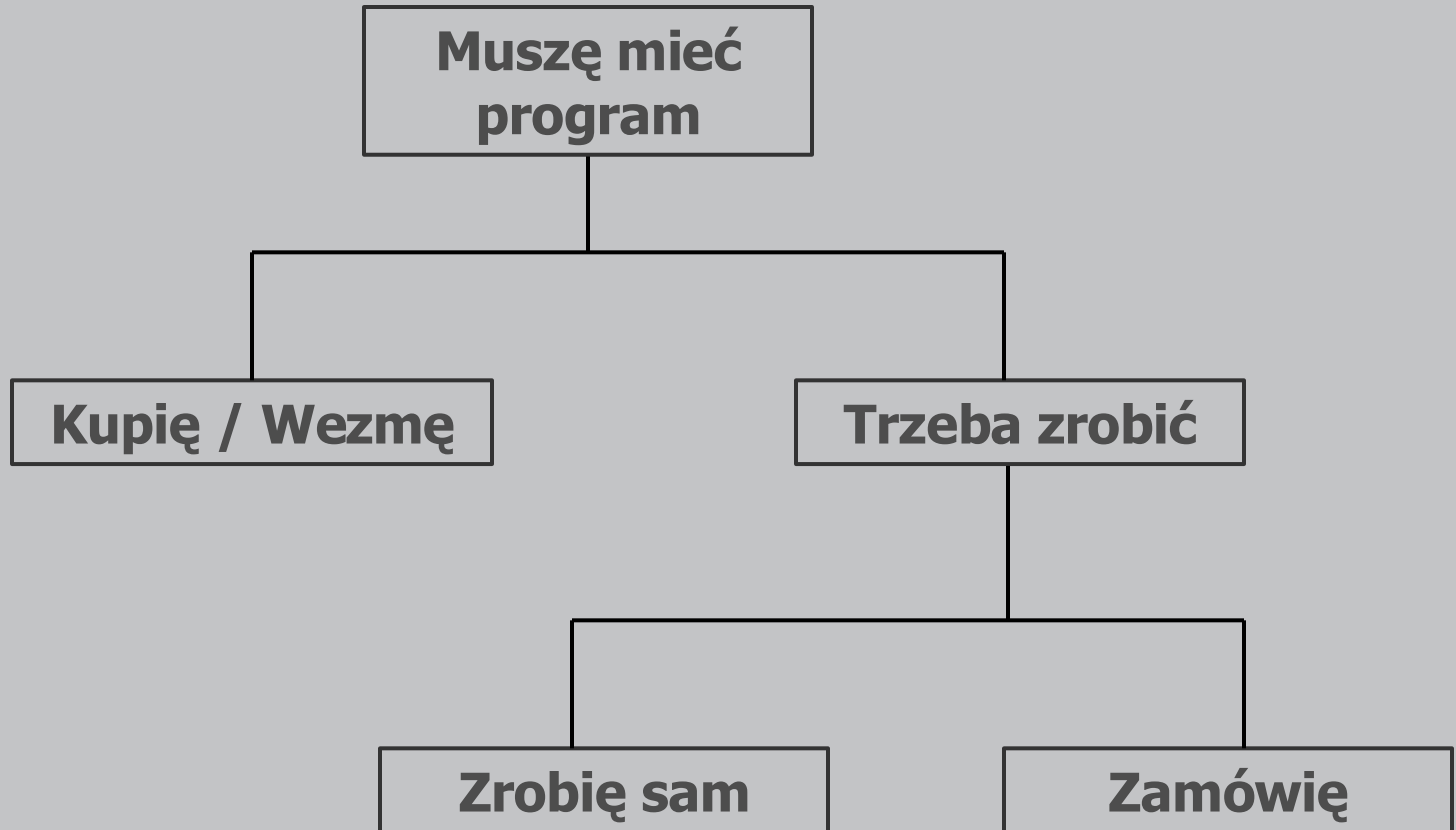 Muszę mieć
program
Kupię / Wezmę
Trzeba zrobić
Zrobię sam
Zamówię